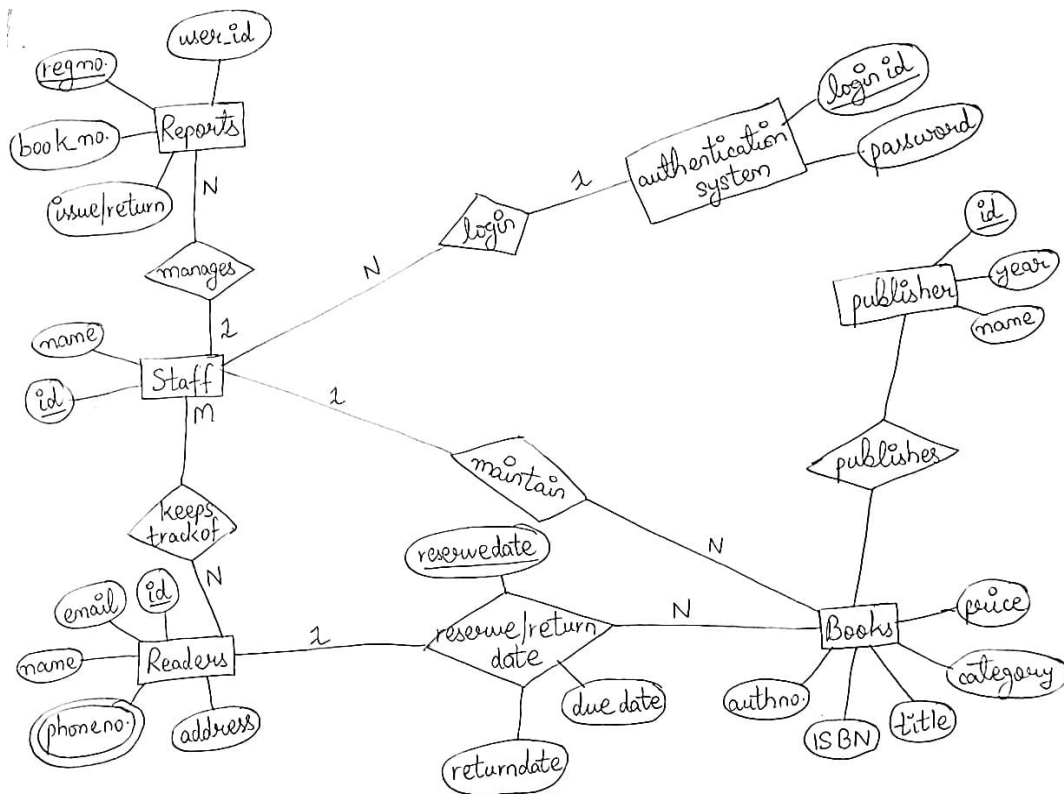 user_id
regno.
Reports
book_no.
issue/return
N
manages
1
name
Staff
id
M
keeps
trackof
N
email
id
name
Readers
phoneno.
address
login id
authentication
system
password
1
login
N
id
publisher
year
name
publishes
1
maintain
N
reservedate
1
reserve/return
date
N
due date
returndate
Books
price
category
authno.
ISBN
title